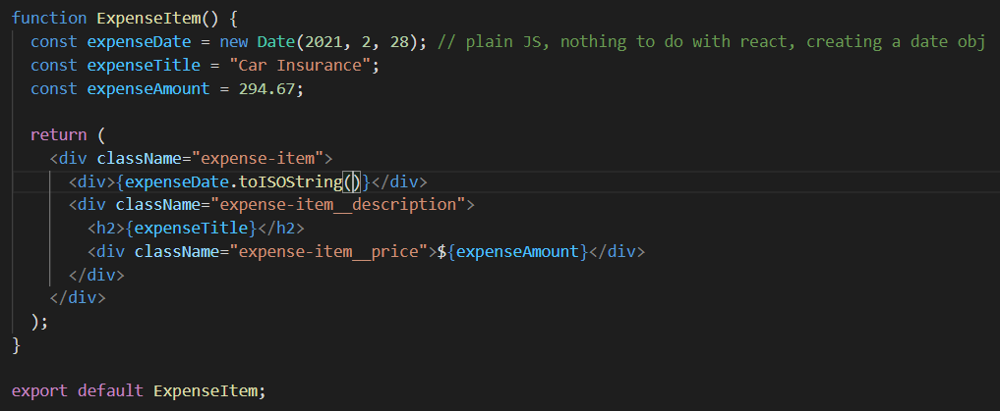 function ExpenseItem() {
  const expenseDate = new Date(2021, 2, 28); // plain JS, nothing to do with react, creating a date obj
  const expenseTitle = "Car Insurance";
  const expenseAmount = 294.67;

  return (
    <div className="expense-item">
      <div>{expenseDate.toISOString()}</div>
      <div className="expense-item__description">
        <h2>{expenseTitle}</h2>
        <div className="expense-item__price">${expenseAmount}</div>
      </div>
    </div>
  );
}

export default ExpenseItem;